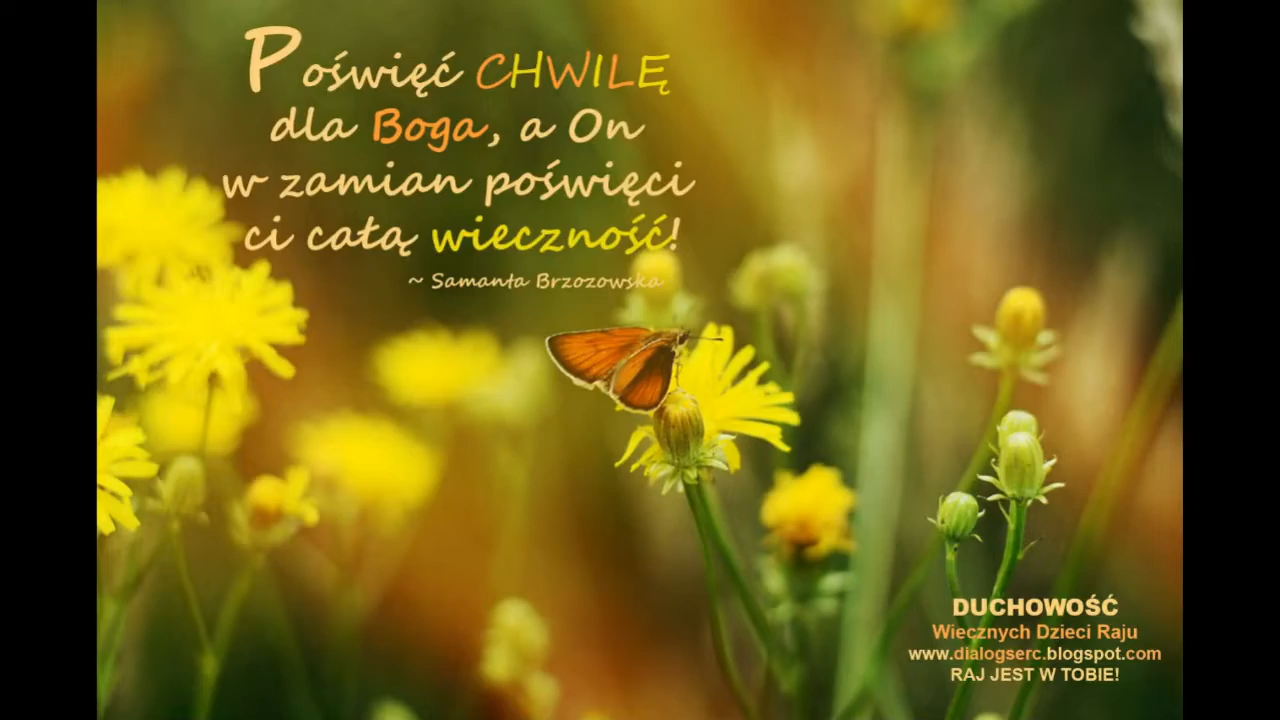 Poświęć CHWILĘ
dla Boga, a On
w zamian poświęci
ci całą wieczność!
~ Samanta Brzozowska
DUCHOWOŚĆ
Wiecznych Dzieci Raju
www.dialogserc.blogspot.com
RAJ JEST W TOBIE!